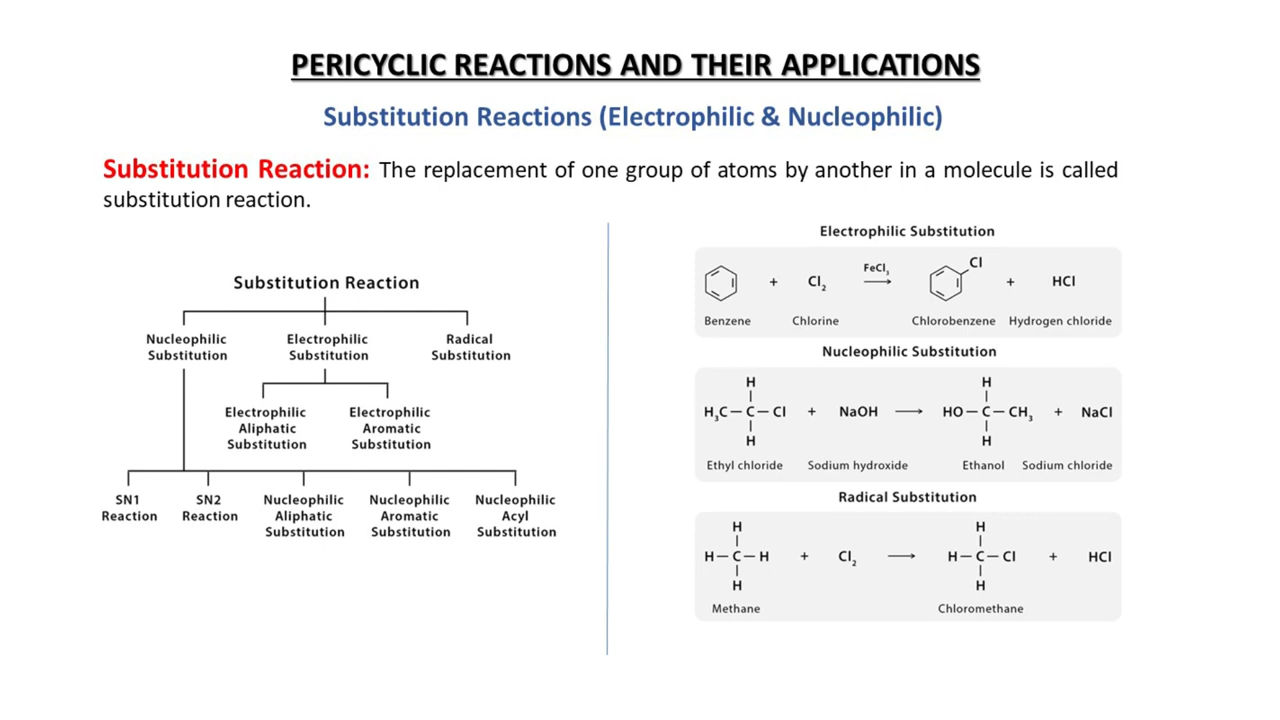 PERICYCLIC REACTIONS AND THEIR APPLICATIONS
Substitution Reactions (Electrophilic & Nucleophilic)
Substitution Reaction: The replacement of one group of atoms by another in a molecule is called
substitution reaction.
Substitution Reaction
Nucleophilic
Substitution
Electrophilic
Substitution
Radical
Substitution
Electrophilic
Aliphatic
Substitution
Electrophilic
Aromatic
Substitution
SN1
Reaction
SN2
Reaction
Nucleophilic
Aliphatic
Substitution
Nucleophilic
Aromatic
Substitution
Nucleophilic
Acyl
Substitution
Electrophilic Substitution
Cl
+ Cl₂ FeCl₃ + HCl
Benzene Chlorine Chlorobenzene Hydrogen chloride
Nucleophilic Substitution
H H
H₃C — C — Cl + NaOH HO — C — CH₃ + NaCl
H H
Ethyl chloride Sodium hydroxide Ethanol Sodium chloride
Radical Substitution
H H
H — C — H + Cl₂ H — C — Cl + HCl
H H
Methane Chloromethane